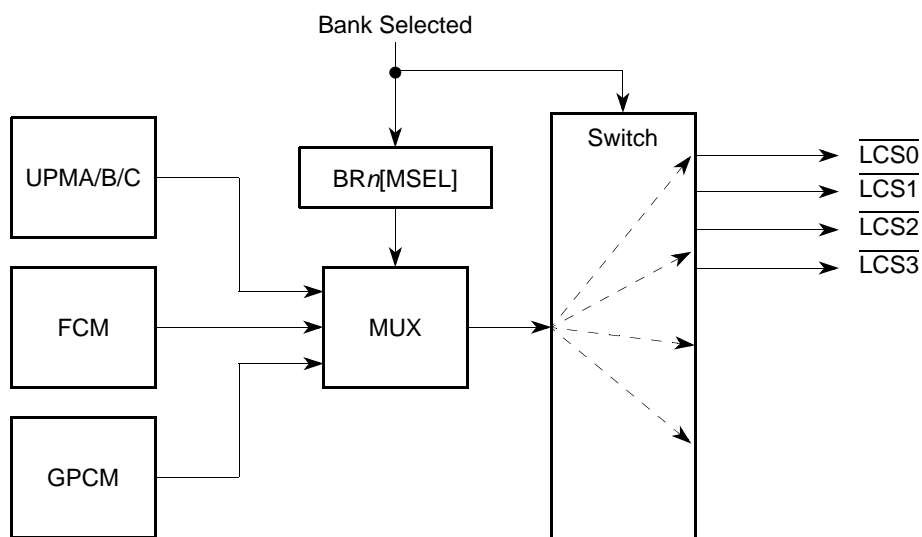 Bank Selected
Switch
UPMA/B/C
BRn[MSEL]
LCS0
LCS1
LCS2
LCS3
FCM
MUX
GPCM